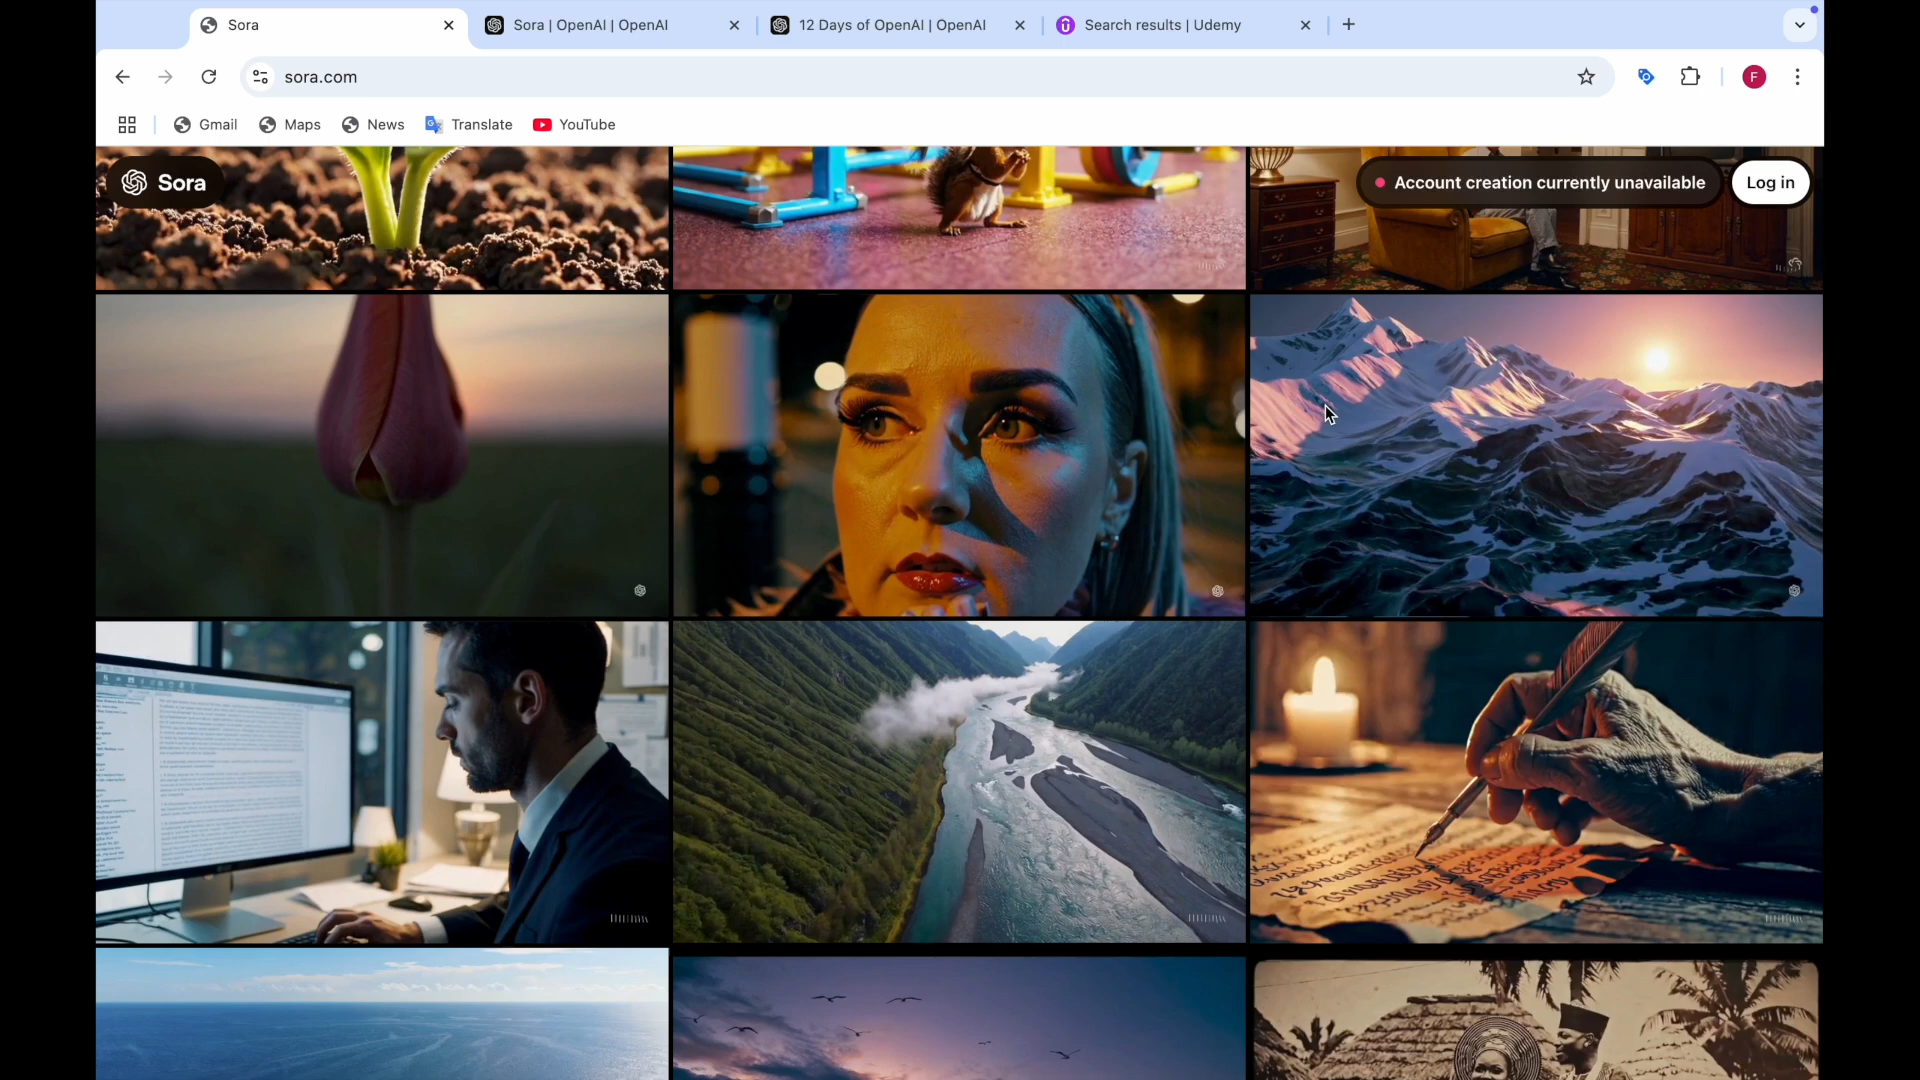 Sora
Sora | OpenAI | OpenAI
12 Days of OpenAI | OpenAI
Search results | Udemy
sora.com
F
Gmail
Maps
News
Translate
YouTube
Sora
Account creation currently unavailable
Log in